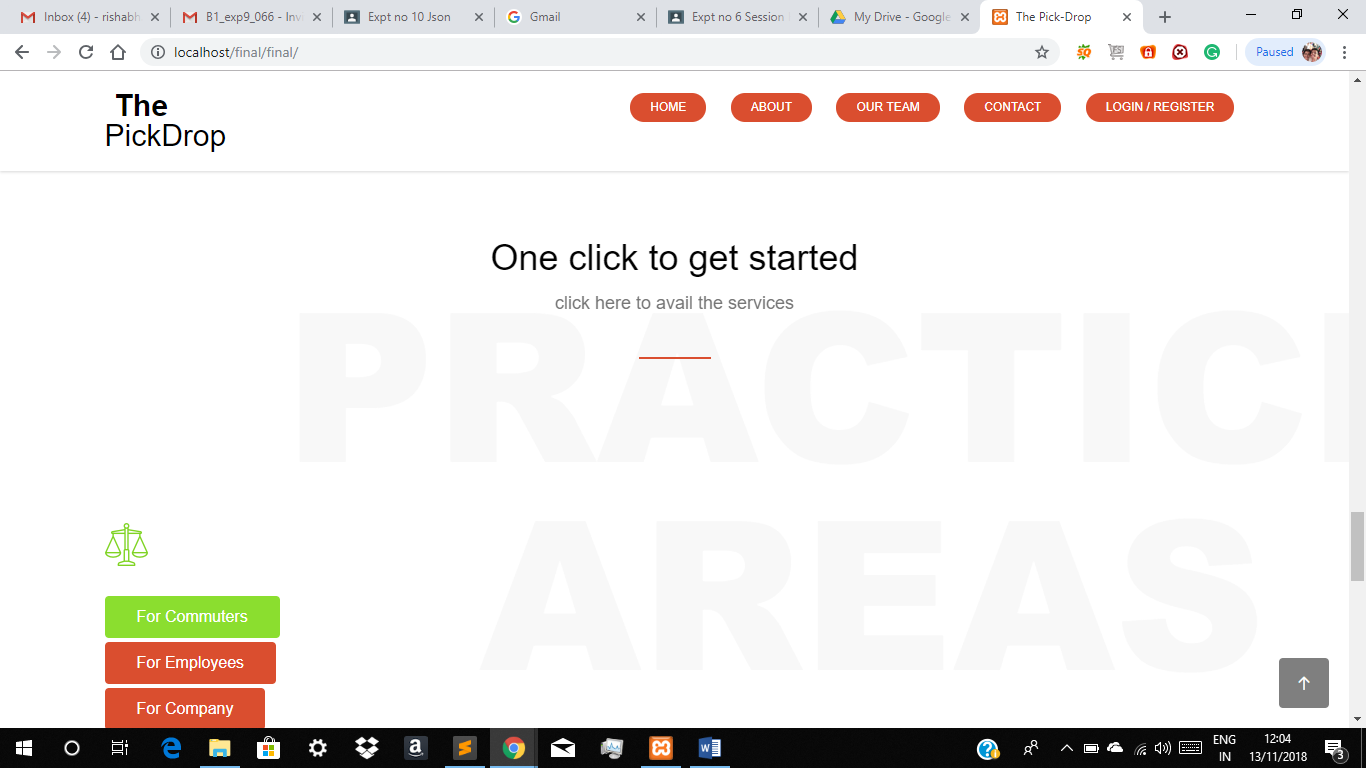 Inbox (4) - rishabh
B1_exp9_066 - Inv
Expt no 10 Json
Gmail
Expt no 6 Session
My Drive - Google
The Pick-Drop
localhost/final/final/
Paused
The
PickDrop
HOME
ABOUT
OUR TEAM
CONTACT
LOGIN / REGISTER
One click to get started
click here to avail the services
PRACTICE
AREAS
For Commuters
For Employees
For Company
ENG
IN
12:04
13/11/2018
3